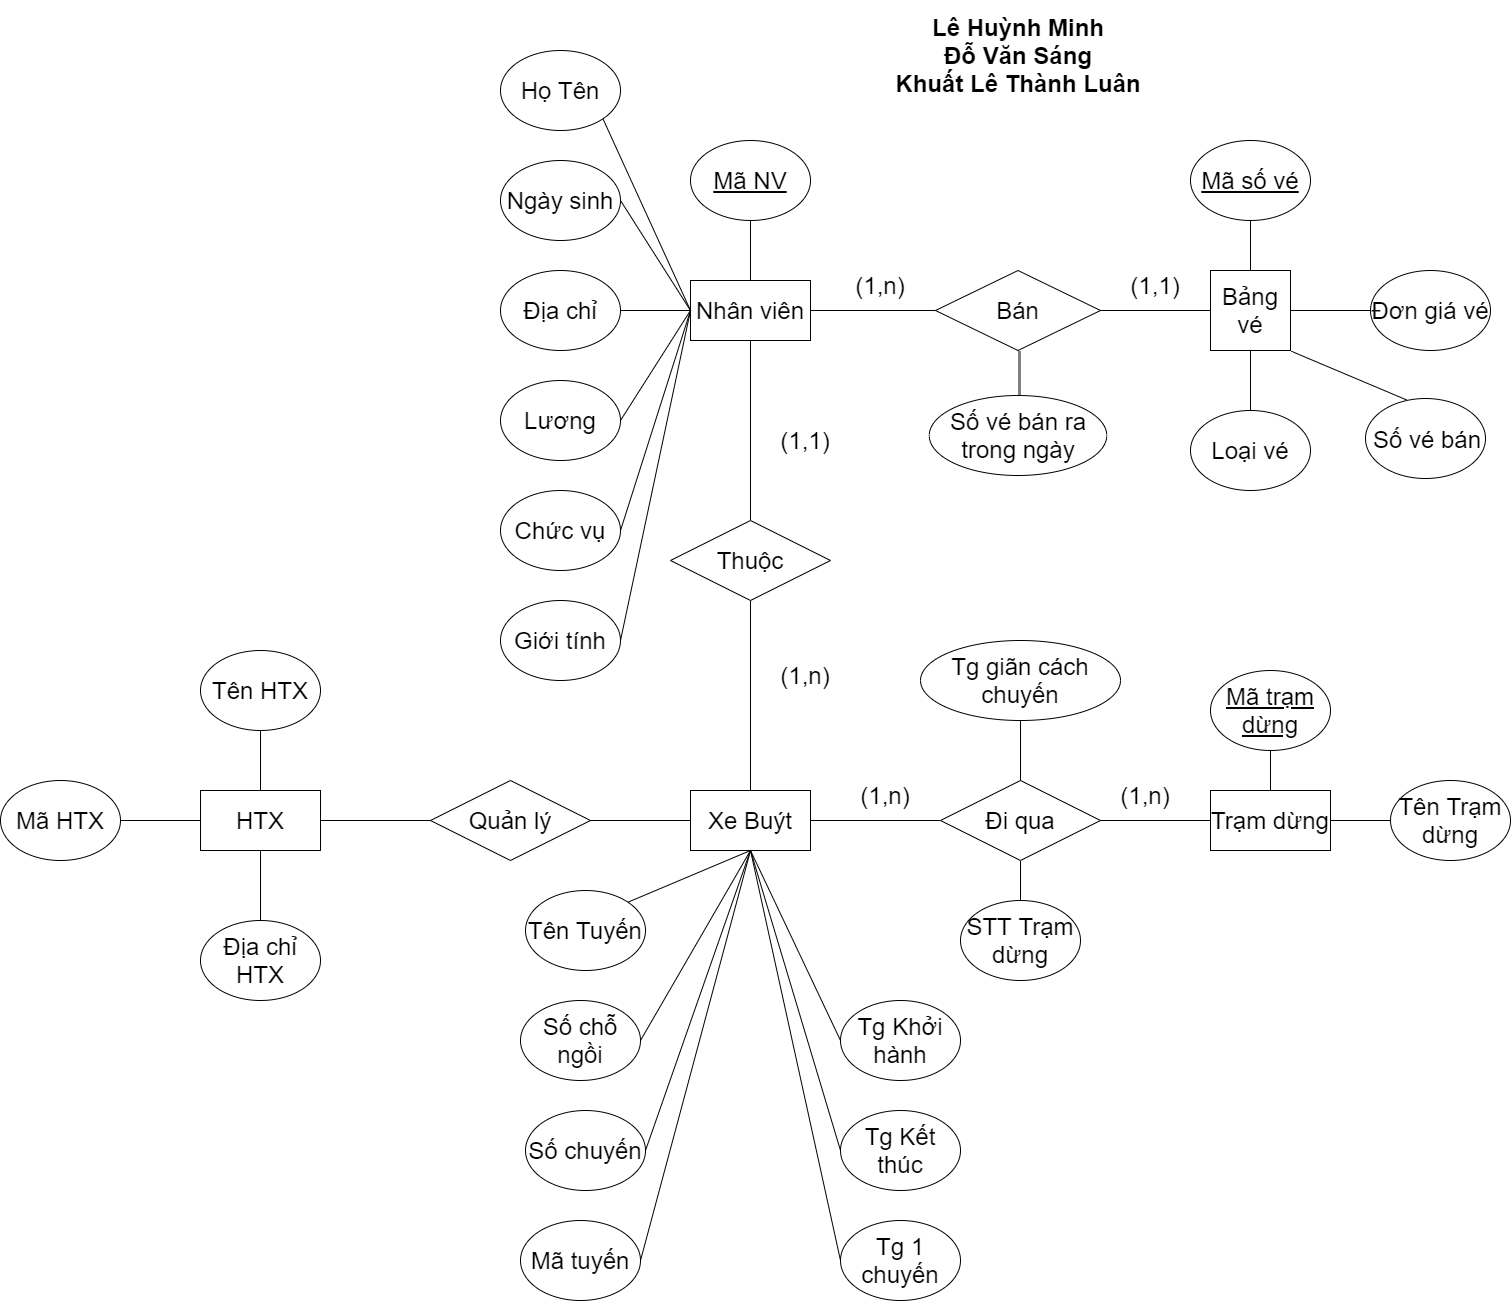 Lê Huỳnh Minh
Đỗ Văn Sáng
Khuất Lê Thành Luân
Họ Tên
Mã NV
Mã số vé
Ngày sinh
Địa chỉ
Nhân viên
(1,n)
Bán
(1,1)
Bảng
vé
Đơn giá vé
Lương
Số vé bán ra
trong ngày
Loại vé
Số vé bán
(1,1)
Chức vụ
Thuộc
Giới tính
(1,n)
Tg giãn cách
chuyến
Mã trạm
dừng
Tên HTX
Mã HTX
HTX
Quản lý
Xe Buýt
(1,n)
Đi qua
(1,n)
Trạm dừng
Tên Trạm
dừng
Địa chỉ
HTX
Tên Tuyến
STT Trạm
dừng
Số chỗ
ngồi
Tg Khởi
hành
Số chuyến
Tg Kết
thúc
Mã tuyến
Tg 1
chuyến